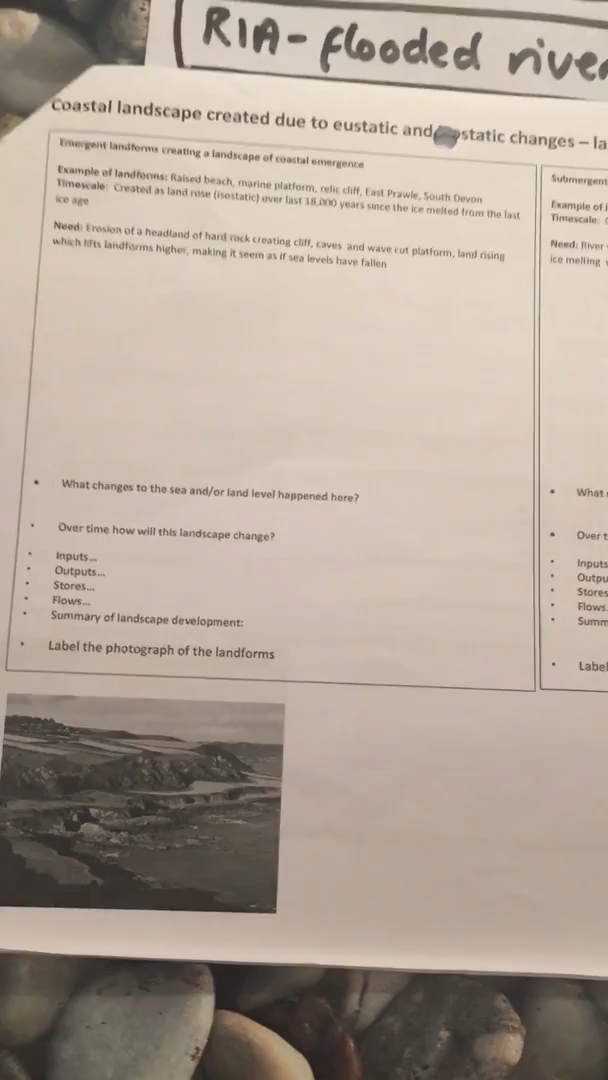 RIA - flooded river
Coastal landscape created due to eustatic and ostatic changes – la
Emergent landforms creating a landscape of coastal emergence
Example of landforms: Raised beach, marine platform, relic cliff, East Prawle, South Devon
Timescale: Created as land rose (isostatic) over last 18,000 years since the ice melted from the last
ice age
Need: Erosion of a headland of hard rock creating cliff, caves and wave cut platform, land rising
which lifts landforms higher, making it seem as if sea levels have fallen
• What changes to the sea and/or land level happened here?
• Over time how will this landscape change?
• Inputs...
• Outputs...
• Stores...
• Flows...
• Summary of landscape development:
• Label the photograph of the landforms
Submergent
Example of l
Timescale:
Need: River
ice melting
• What
• Over t
• Inputs
• Outpu
• Stores
• Flows
• Summ
• Label